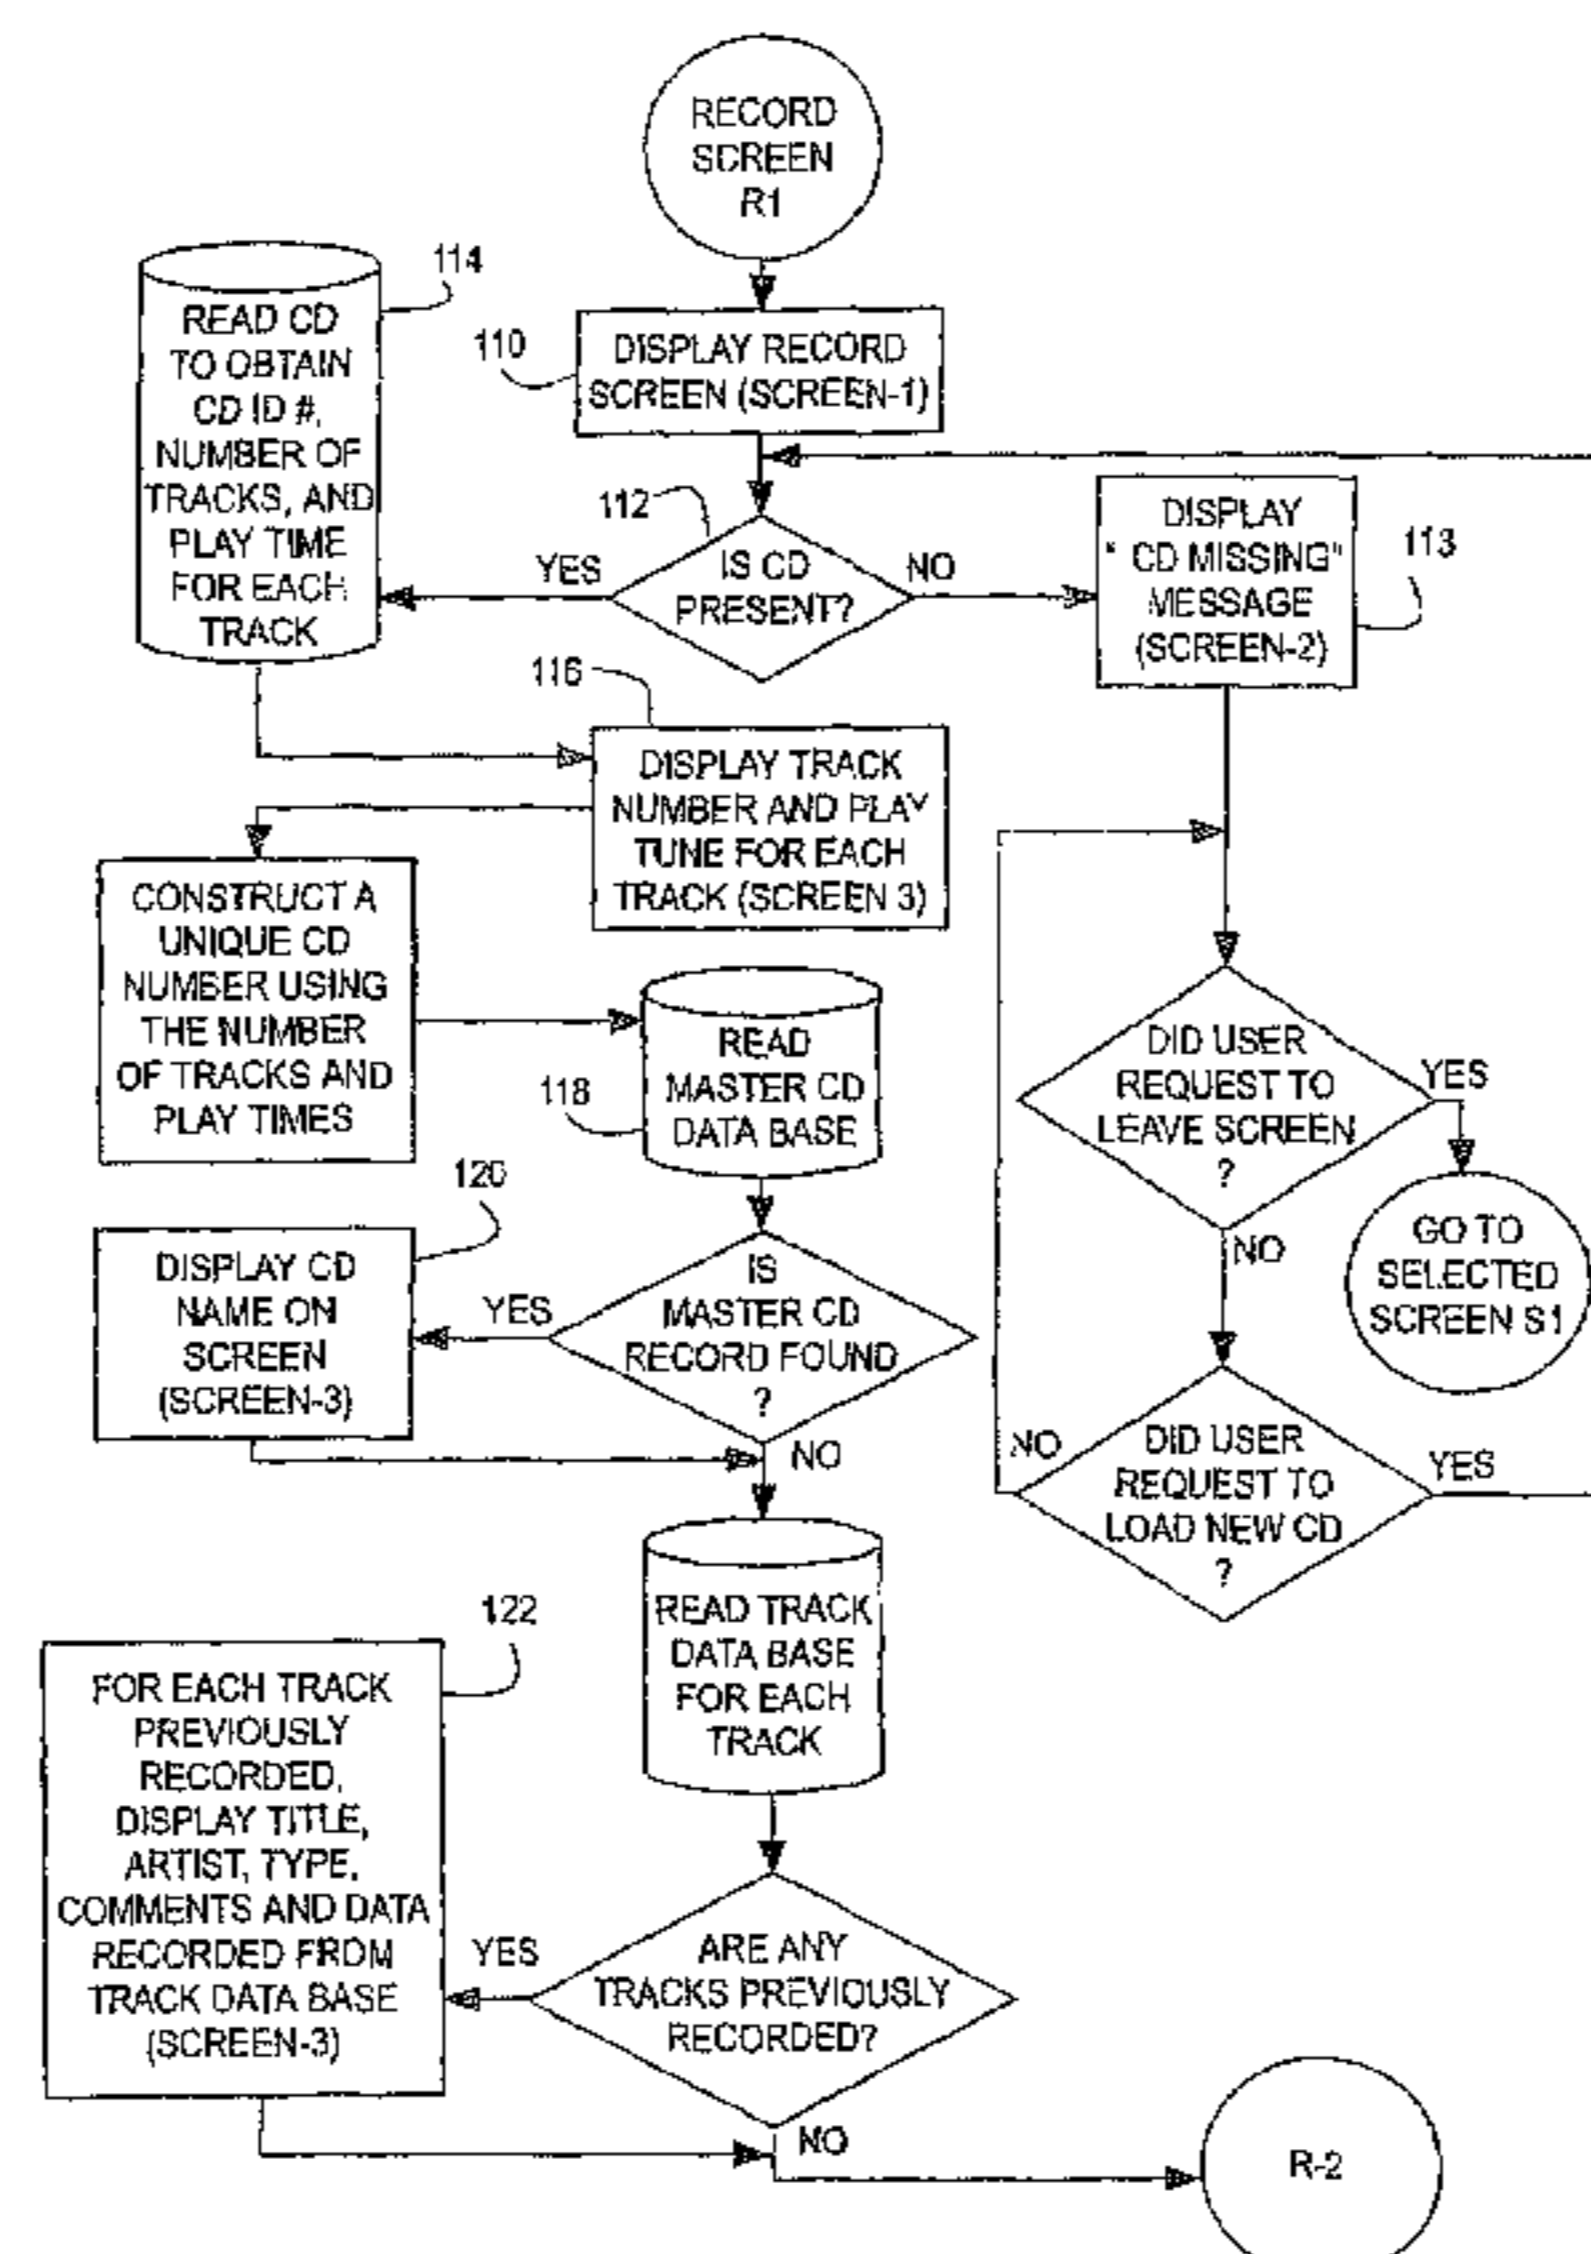 RECORD
SCREEN
R1
114
READ CD
TO OBTAIN
CD ID #,
NUMBER OF
TRACKS, AND
PLAY TIME
FOR EACH
TRACK
110
DISPLAY RECORD
SCREEN (SCREEN-1)
112
YES
IS CD
PRESENT?
NO
DISPLAY
" CD MISSING"
MESSAGE
(SCREEN-2)
113
116
DISPLAY TRACK
NUMBER AND PLAY
TUNE FOR EACH
TRACK (SCREEN 3)
CONSTRUCT A
UNIQUE CD
NUMBER USING
THE NUMBER
OF TRACKS AND
PLAY TIMES
118
READ
MASTER CD
DATA BASE
DID USER
REQUEST TO
LEAVE SCREEN
?
YES
NO
GO TO
SELECTED
SCREEN S1
120
DISPLAY CD
NAME ON
SCREEN
(SCREEN-3)
YES
IS
MASTER CD
RECORD FOUND
?
NO
NO
DID USER
REQUEST TO
LOAD NEW CD
?
YES
READ TRACK
DATA BASE
FOR EACH
TRACK
122
FOR EACH TRACK
PREVIOUSLY
RECORDED,
DISPLAY TITLE,
ARTIST, TYPE,
COMMENTS AND DATA
RECORDED FROM
TRACK DATA BASE
(SCREEN-3)
YES
ARE ANY
TRACKS PREVIOUSLY
RECORDED?
NO
R-2